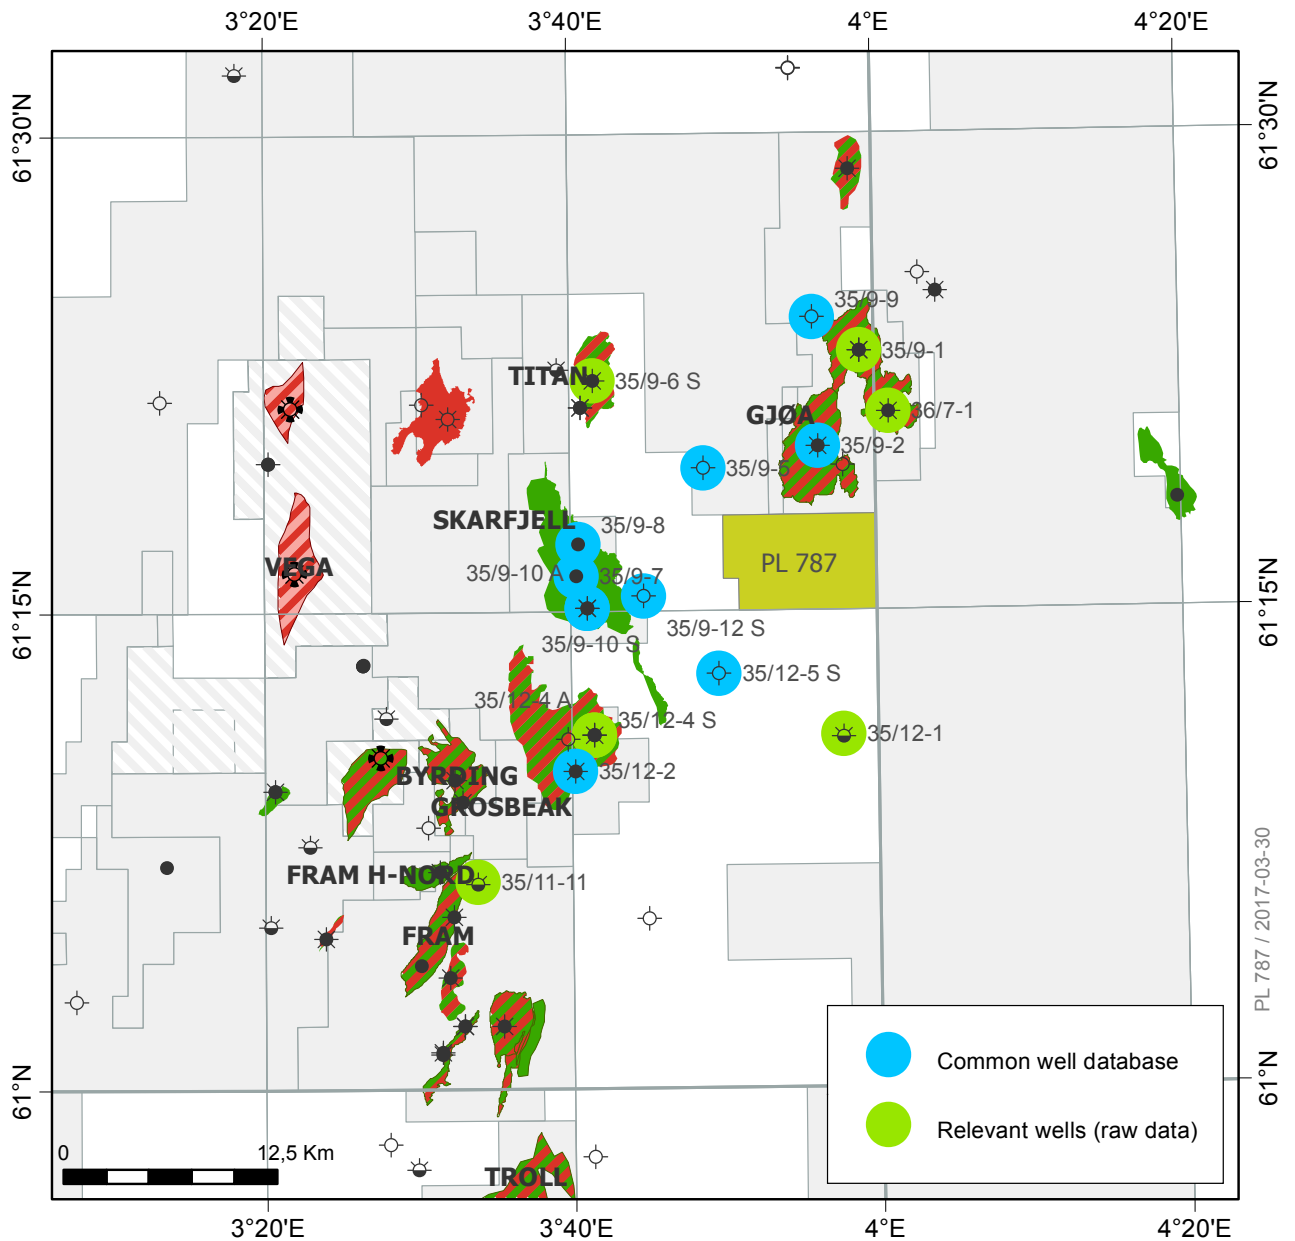 3°20'E
3°40'E
4°E
4°20'E
61°30'N
61°30'N
35/9-9
35/9-1
TITAN
35/9-6 S
36/7-1
GJØA
35/9-2
35/9-5
SKARFJELL
35/9-8
PL 787
VEGA
35/9-10 A
35/9-7
61°15'N
61°15'N
35/9-12 S
35/9-10 S
35/12-5 S
35/12-4 A
35/12-4 S
35/12-1
BYRDING
35/12-2
GROSBEAK
FRAM H-NORD
35/11-11
FRAM
PL 787 / 2017-03-30
61°N
61°N
Common well database
Relevant wells (raw data)
0
12,5 Km
TROLL
3°20'E
3°40'E
4°E
4°20'E